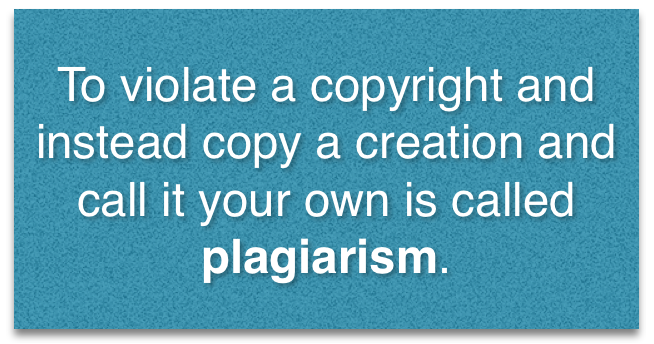 To violate a copyright and
instead copy a creation and
call it your own is called
plagiarism.